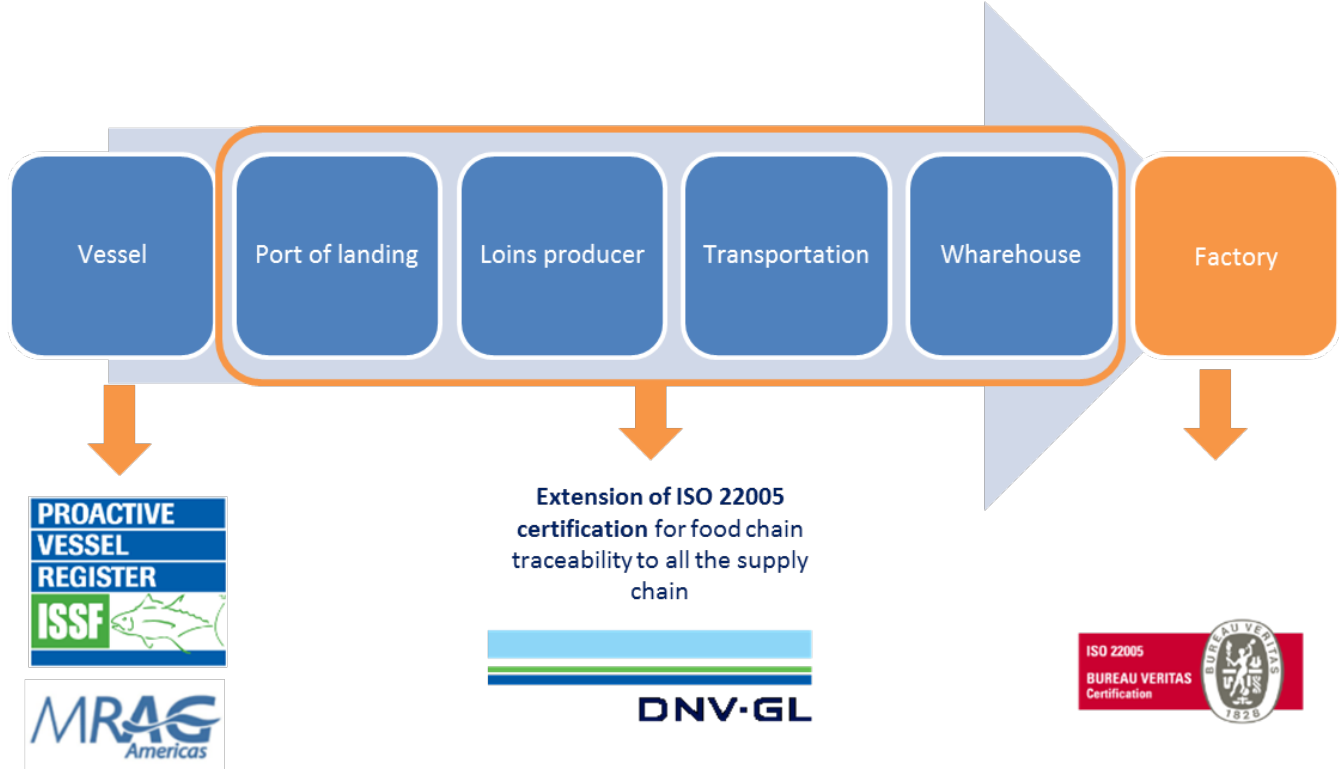 Vessel
Port of landing
Loins producer
Transportation
Wharehouse
Factory
PROACTIVE
VESSEL
REGISTER
ISSF
MRAG
Americas
Extension of ISO 22005
certification for food chain
traceability to all the supply
chain
DNV·GL
ISO 22005
BUREAU VERITAS
Certification
BUREAU VERITAS
1828